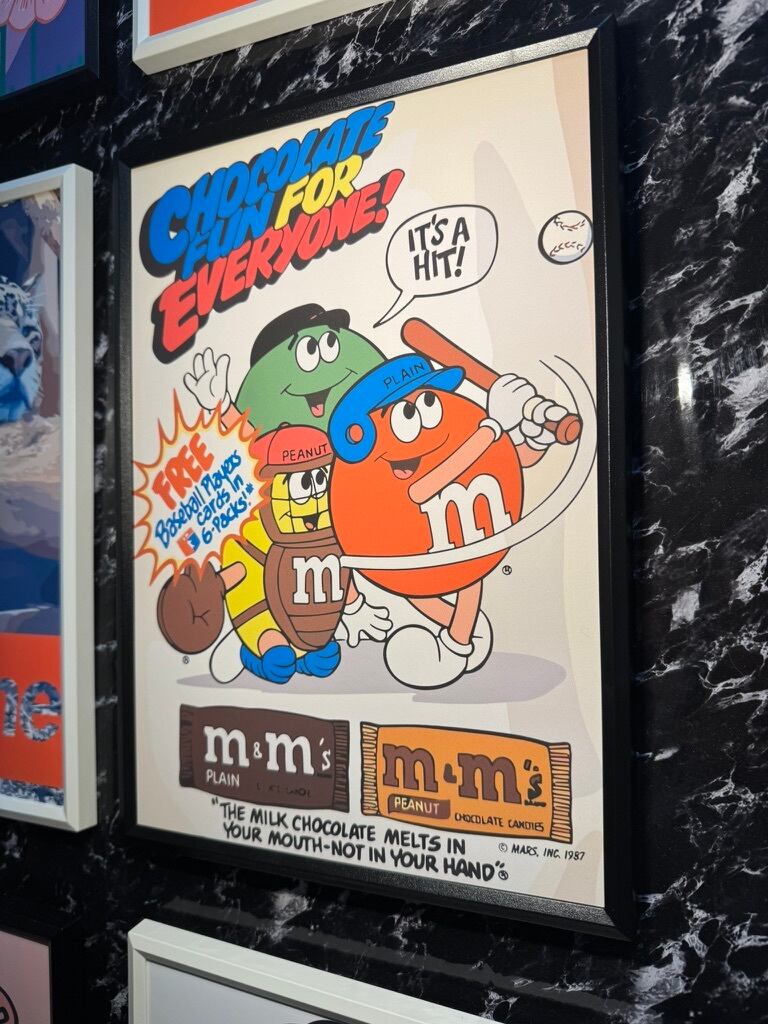 CHOCOLATE
FUN FOR
EVERYONE!
IT'S A
HIT!
PLAIN
PEANUT
FREE
Baseball Players
cards in
6-Packs!*
m
m
®
®
m&m's
PLAIN
m&m's
PEANUT
CHOCOLATE CANDIES
"THE MILK CHOCOLATE MELTS IN
YOUR MOUTH-NOT IN YOUR HAND"®
© MARS, INC. 1987
ne